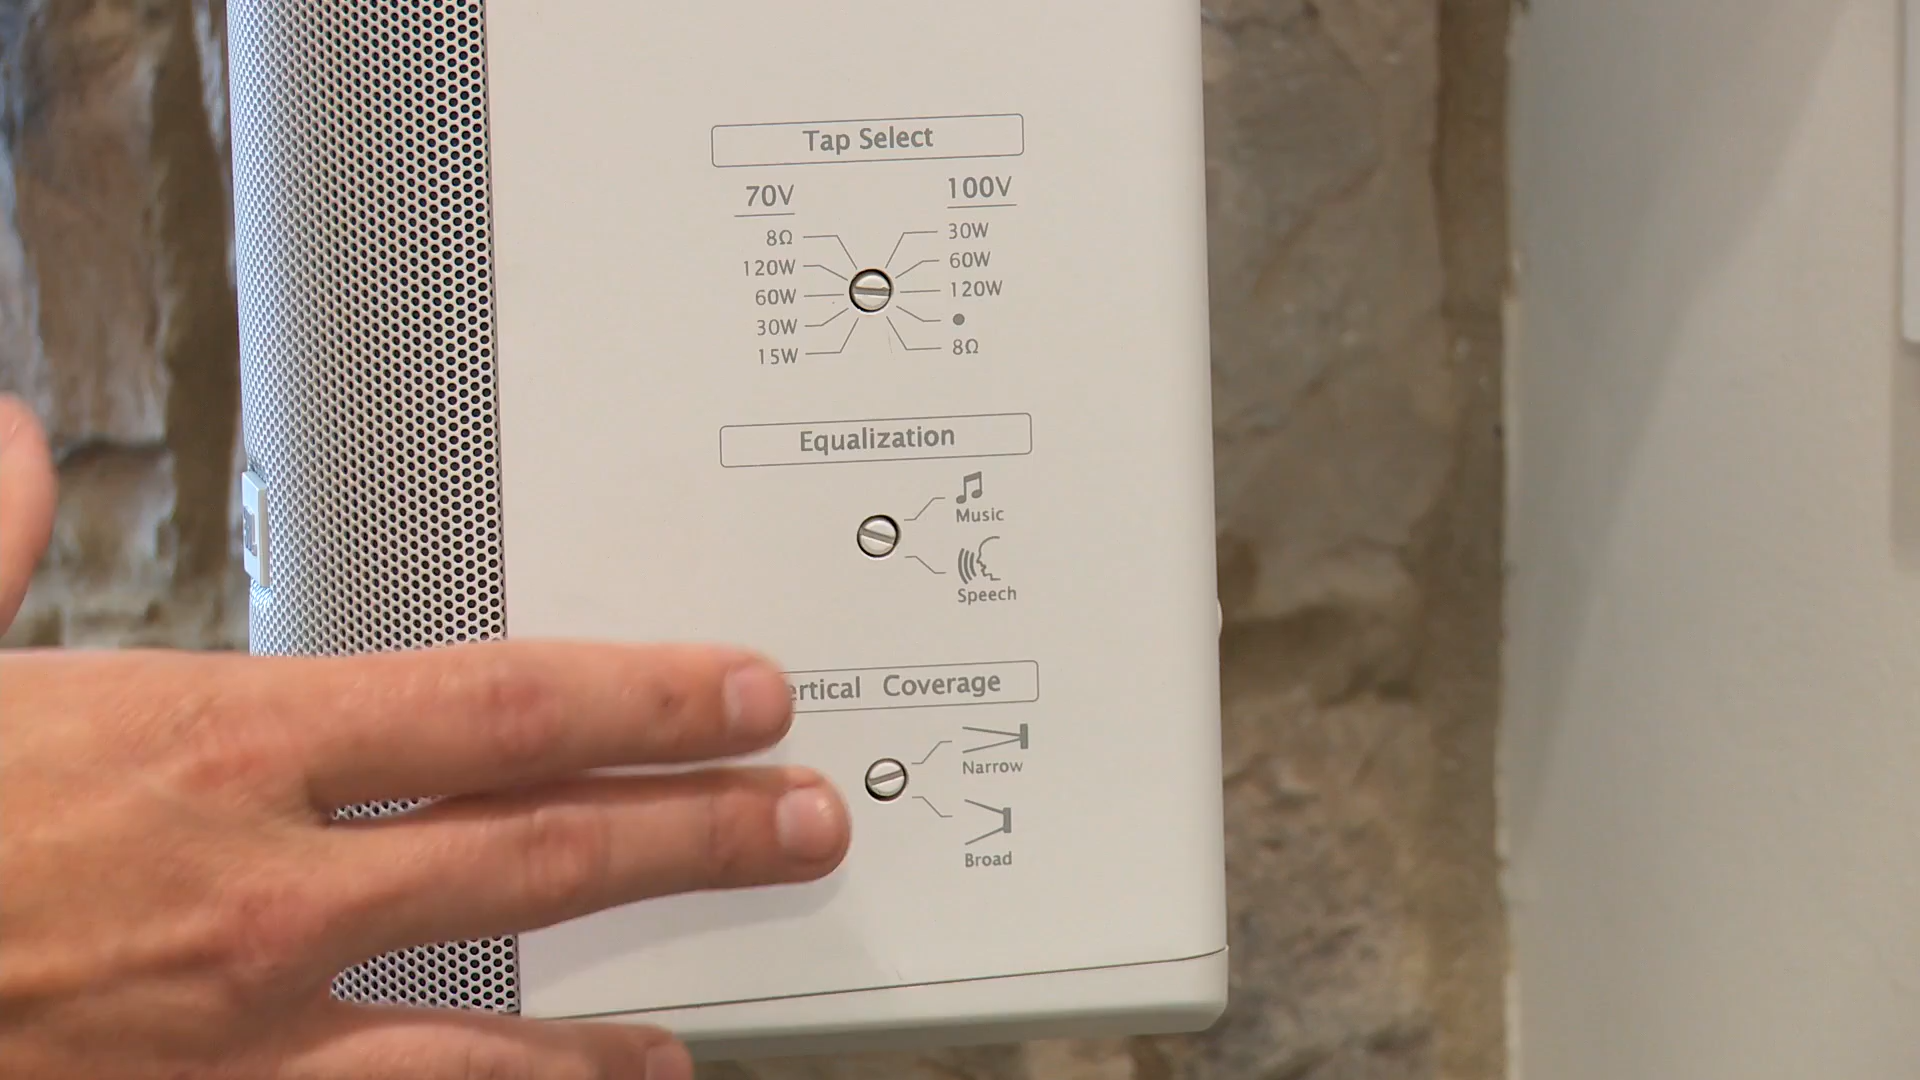 Tap Select
70V 100V
8Ω 30W
120W 60W
60W 120W
30W
15W 8Ω
Equalization
Music
Speech
Coverage
Narrow
Broad